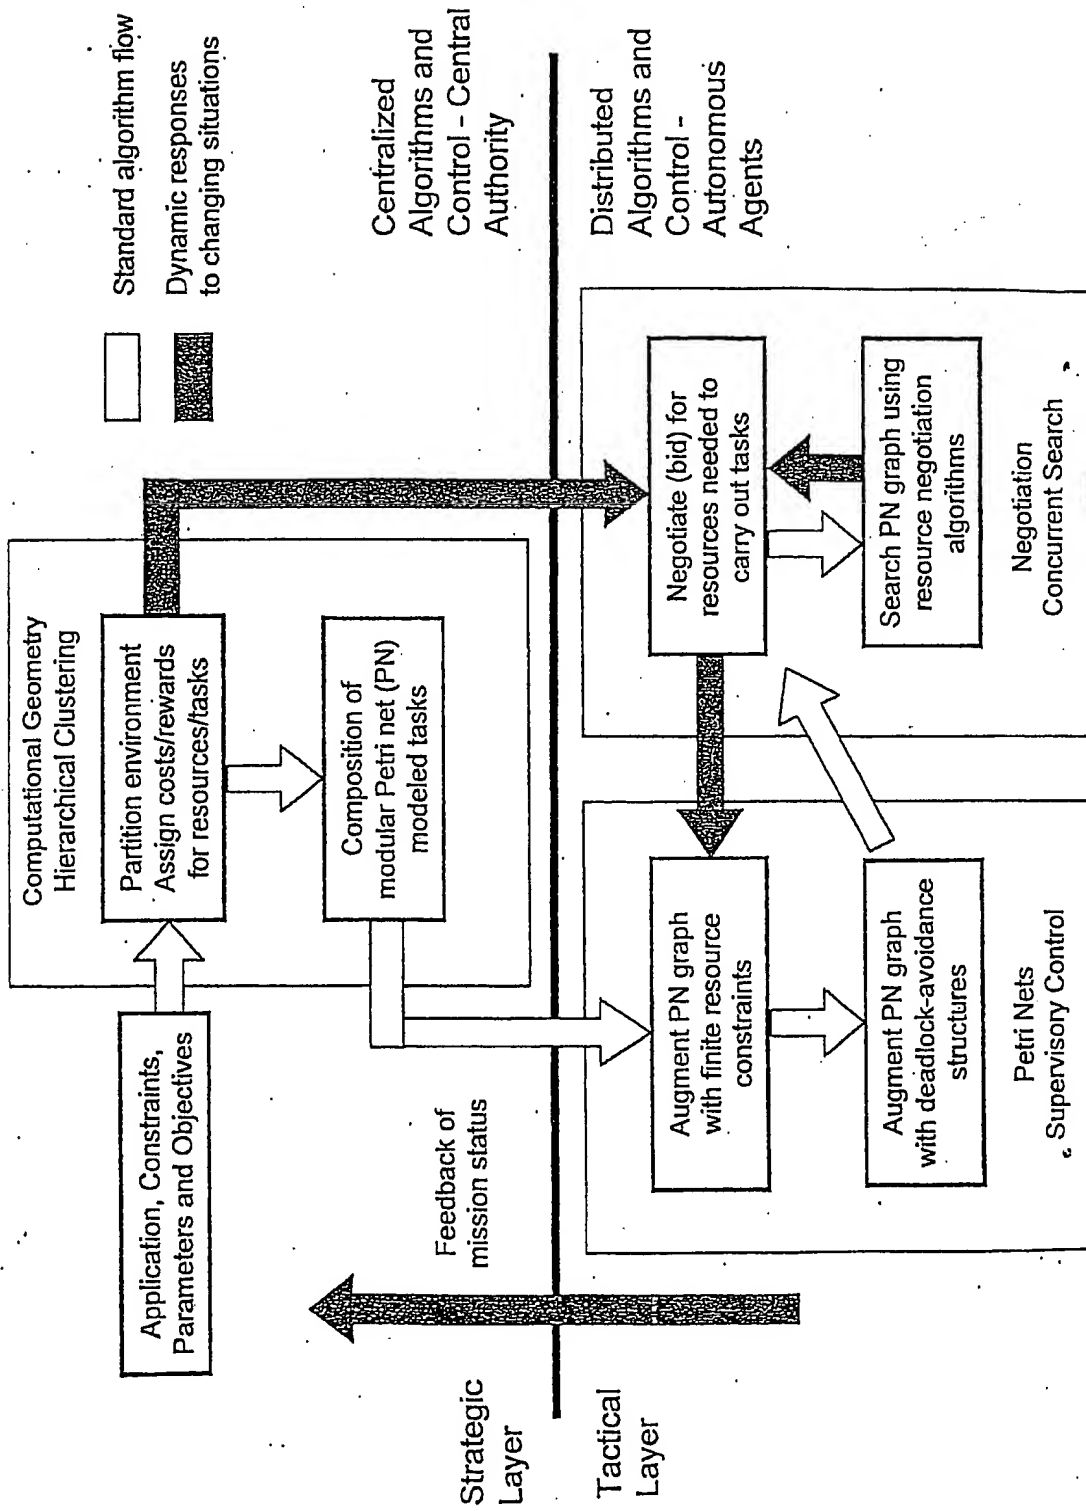 Standard algorithm flow
Dynamic responses
to changing situations
Computational Geometry
Hierarchical Clustering
Application, Constraints,
Parameters and Objectives
Partition environment
Assign costs/rewards
for resources/tasks
Composition of
modular Petri net (PN)
modeled tasks
Centralized
Algorithms and
Control - Central
Authority
Feedback of
mission status
Strategic
Layer
Tactical
Layer
Distributed
Algorithms and
Control -
Autonomous
Agents
Augment PN graph
with finite resource
constraints
Negotiate (bid) for
resources needed to
carry out tasks
Augment PN graph
with deadlock-avoidance
structures
Search PN graph using
resource negotiation
algorithms
Petri Nets
Supervisory Control
Negotiation
Concurrent Search